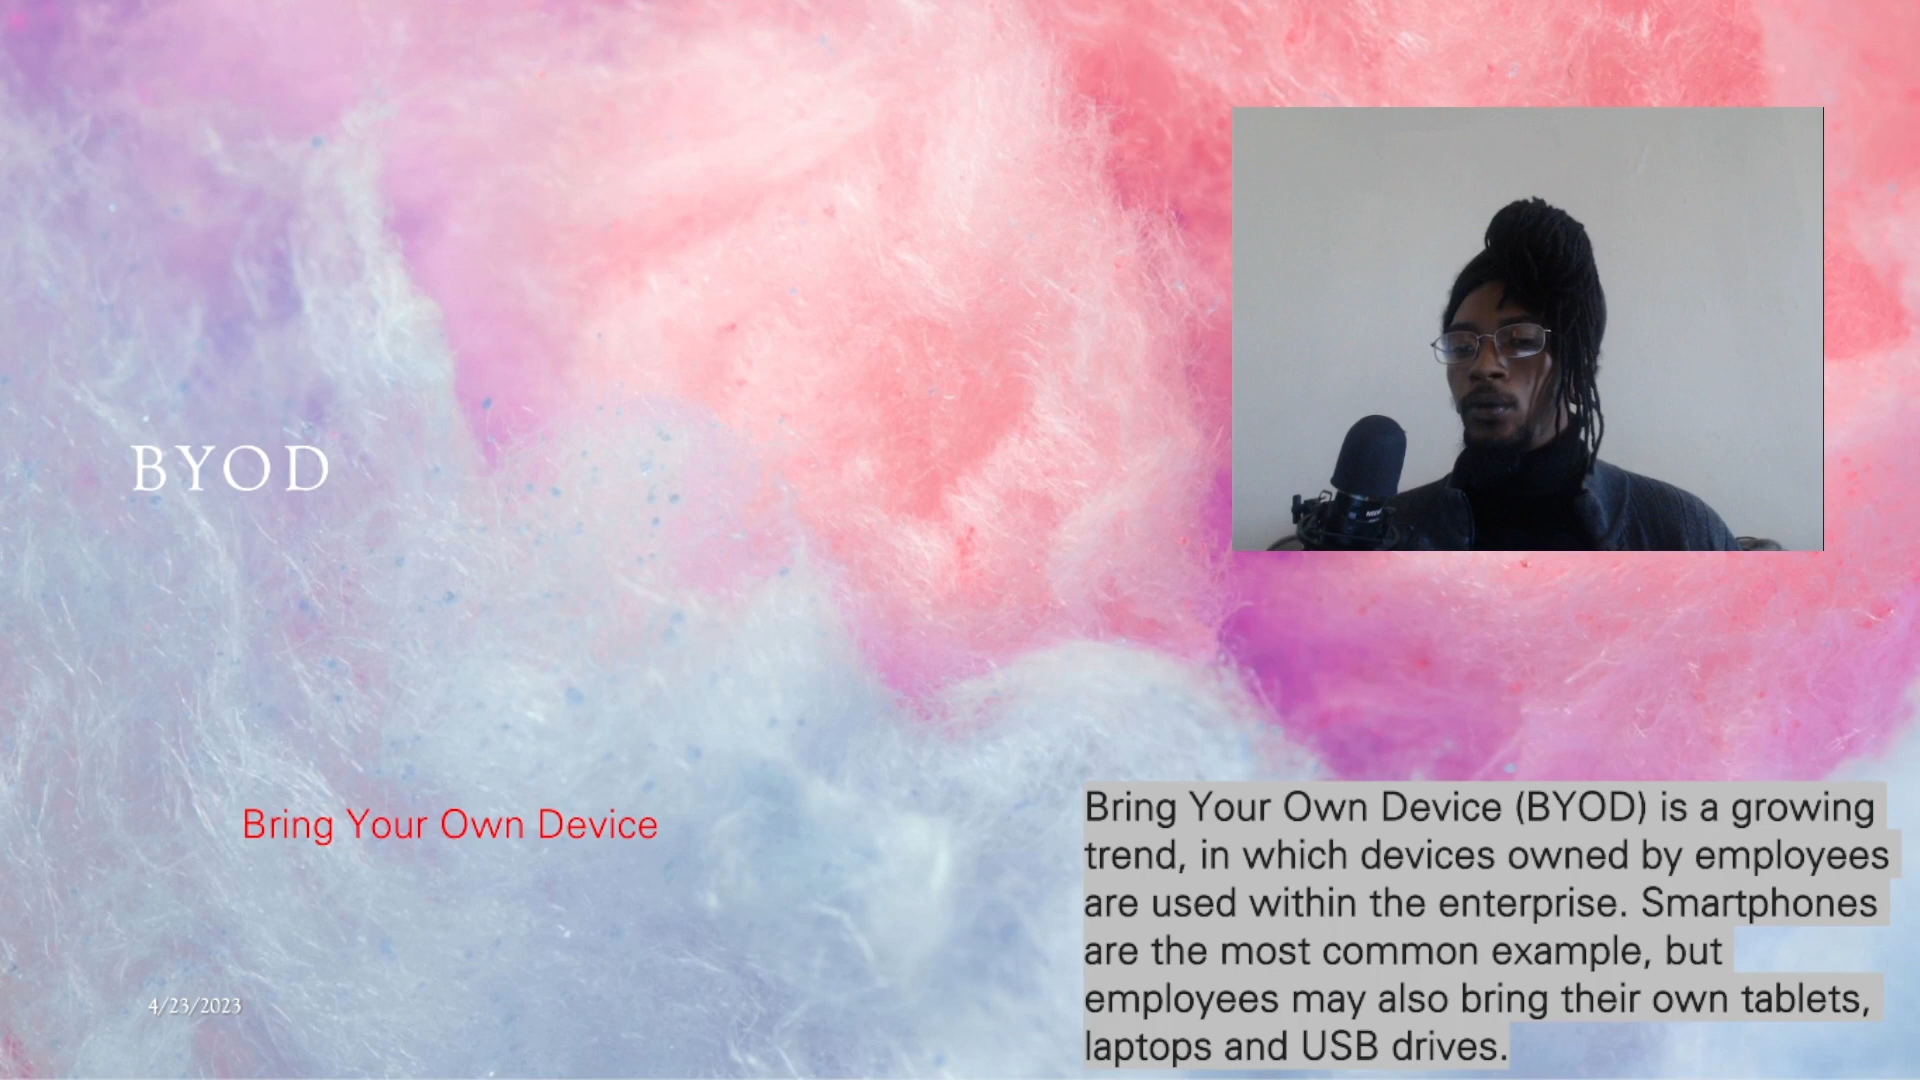 BYOD
Bring Your Own Device
Bring Your Own Device (BYOD) is a growing
trend, in which devices owned by employees
are used within the enterprise. Smartphones
are the most common example, but
employees may also bring their own tablets,
laptops and USB drives.
4/23/2023